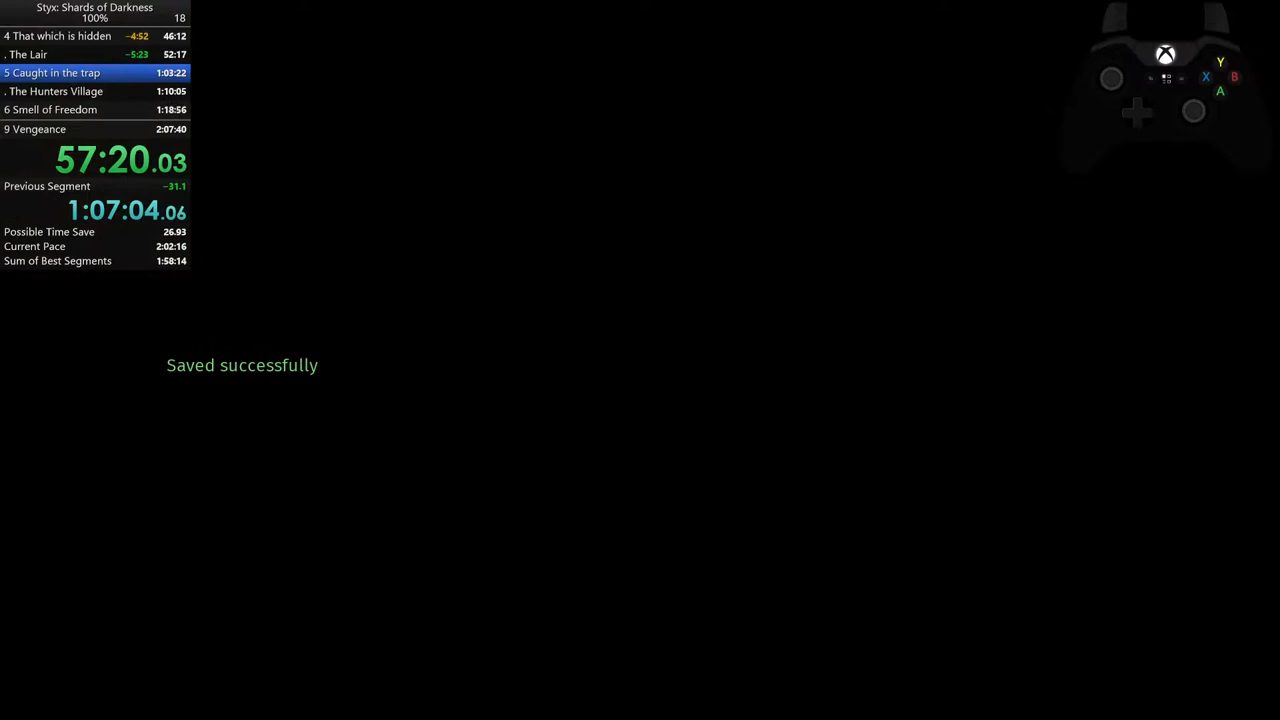 Styx: Shards of Darkness
100% 18
4 That which is hidden −4:52 46:12
. The Lair −5:23 52:17
5 Caught in the trap 1:03:22
. The Hunters Village 1:10:05
6 Smell of Freedom 1:18:56
9 Vengeance 2:07:40
57:20.03
Previous Segment −31.1
1:07:04.06
Possible Time Save 26.93
Current Pace 2:02:16
Sum of Best Segments 1:58:14
Y
X B
A
Saved successfully